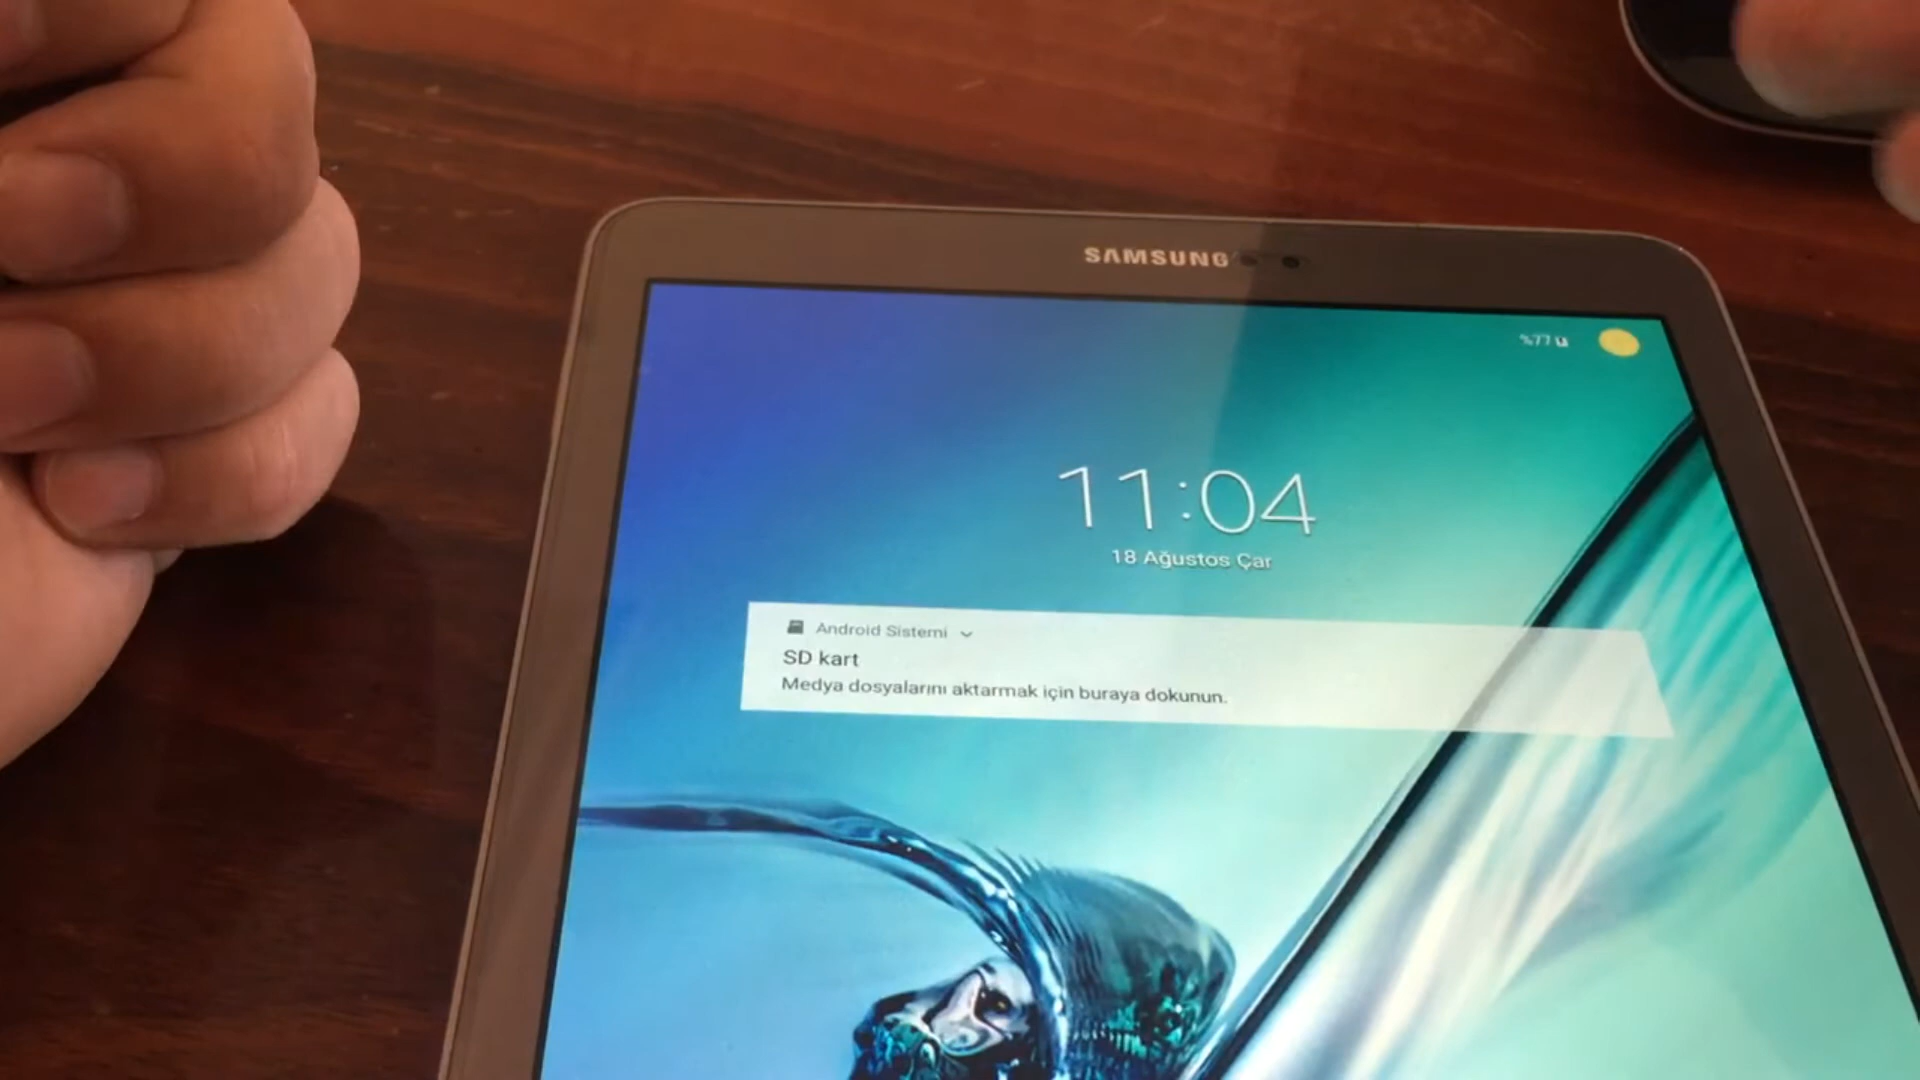 SAMSUNG
%77
11:04
18 Ağustos Çar
Android Sistemi
SD kart
Medya dosyalarını aktarmak için buraya dokunun.